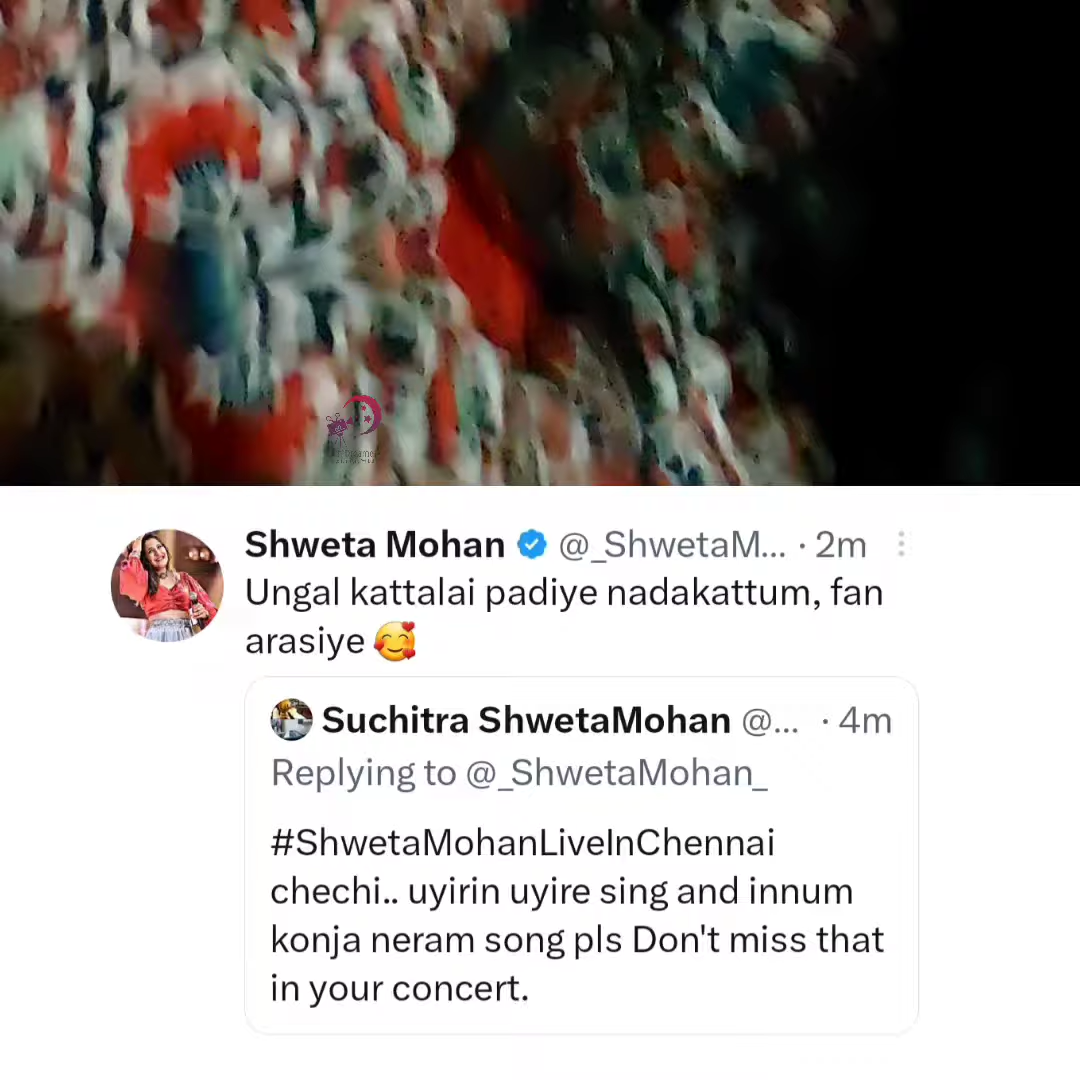 Shweta Mohan @_ShwetaM... · 2m
Ungal kattalai padiye nadakattum, fan
arasiye 🥰
Suchitra ShwetaMohan @... · 4m
Replying to @_ShwetaMohan_
#ShwetaMohanLiveInChennai
chechi.. uyirin uyire sing and innum
konja neram song pls Don't miss that
in your concert.